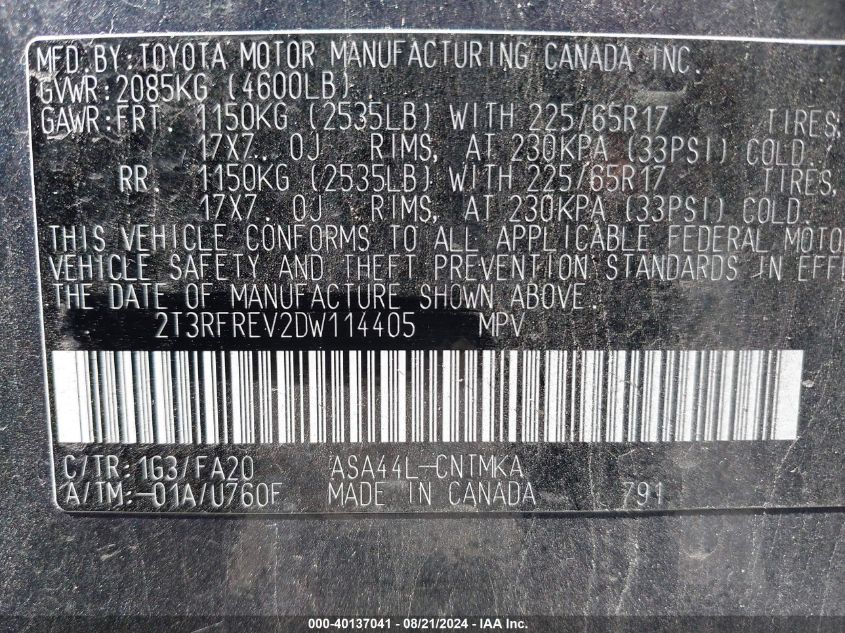 MFD. BY: TOYOTA MOTOR MANUFACTURING CANADA INC.
GVWR: 2085KG (4600LB)
GAWR: FRT. 1150KG (2535LB) WITH 225/65R17 TIRES,
17X7. 0J RIMS, AT 230KPA (33PSI) COLD.
RR. 1150KG (2535LB) WITH 225/65R17 TIRES,
17X7. 0J RIMS, AT 230KPA (33PSI) COLD.
THIS VEHICLE CONFORMS TO ALL APPLICABLE FEDERAL MOTO
VEHICLE SAFETY AND THEFT PREVENTION STANDARDS IN EFFE
THE DATE OF MANUFACTURE SHOWN ABOVE.
2T3RFREV2DW114405 MPV
C/TR: 1G3/FA20 ASA44L-CNTMKA
A/TM: -01A/U760F MADE IN CANADA 791
000-40137041 - 08/21/2024 - IAAI Inc.